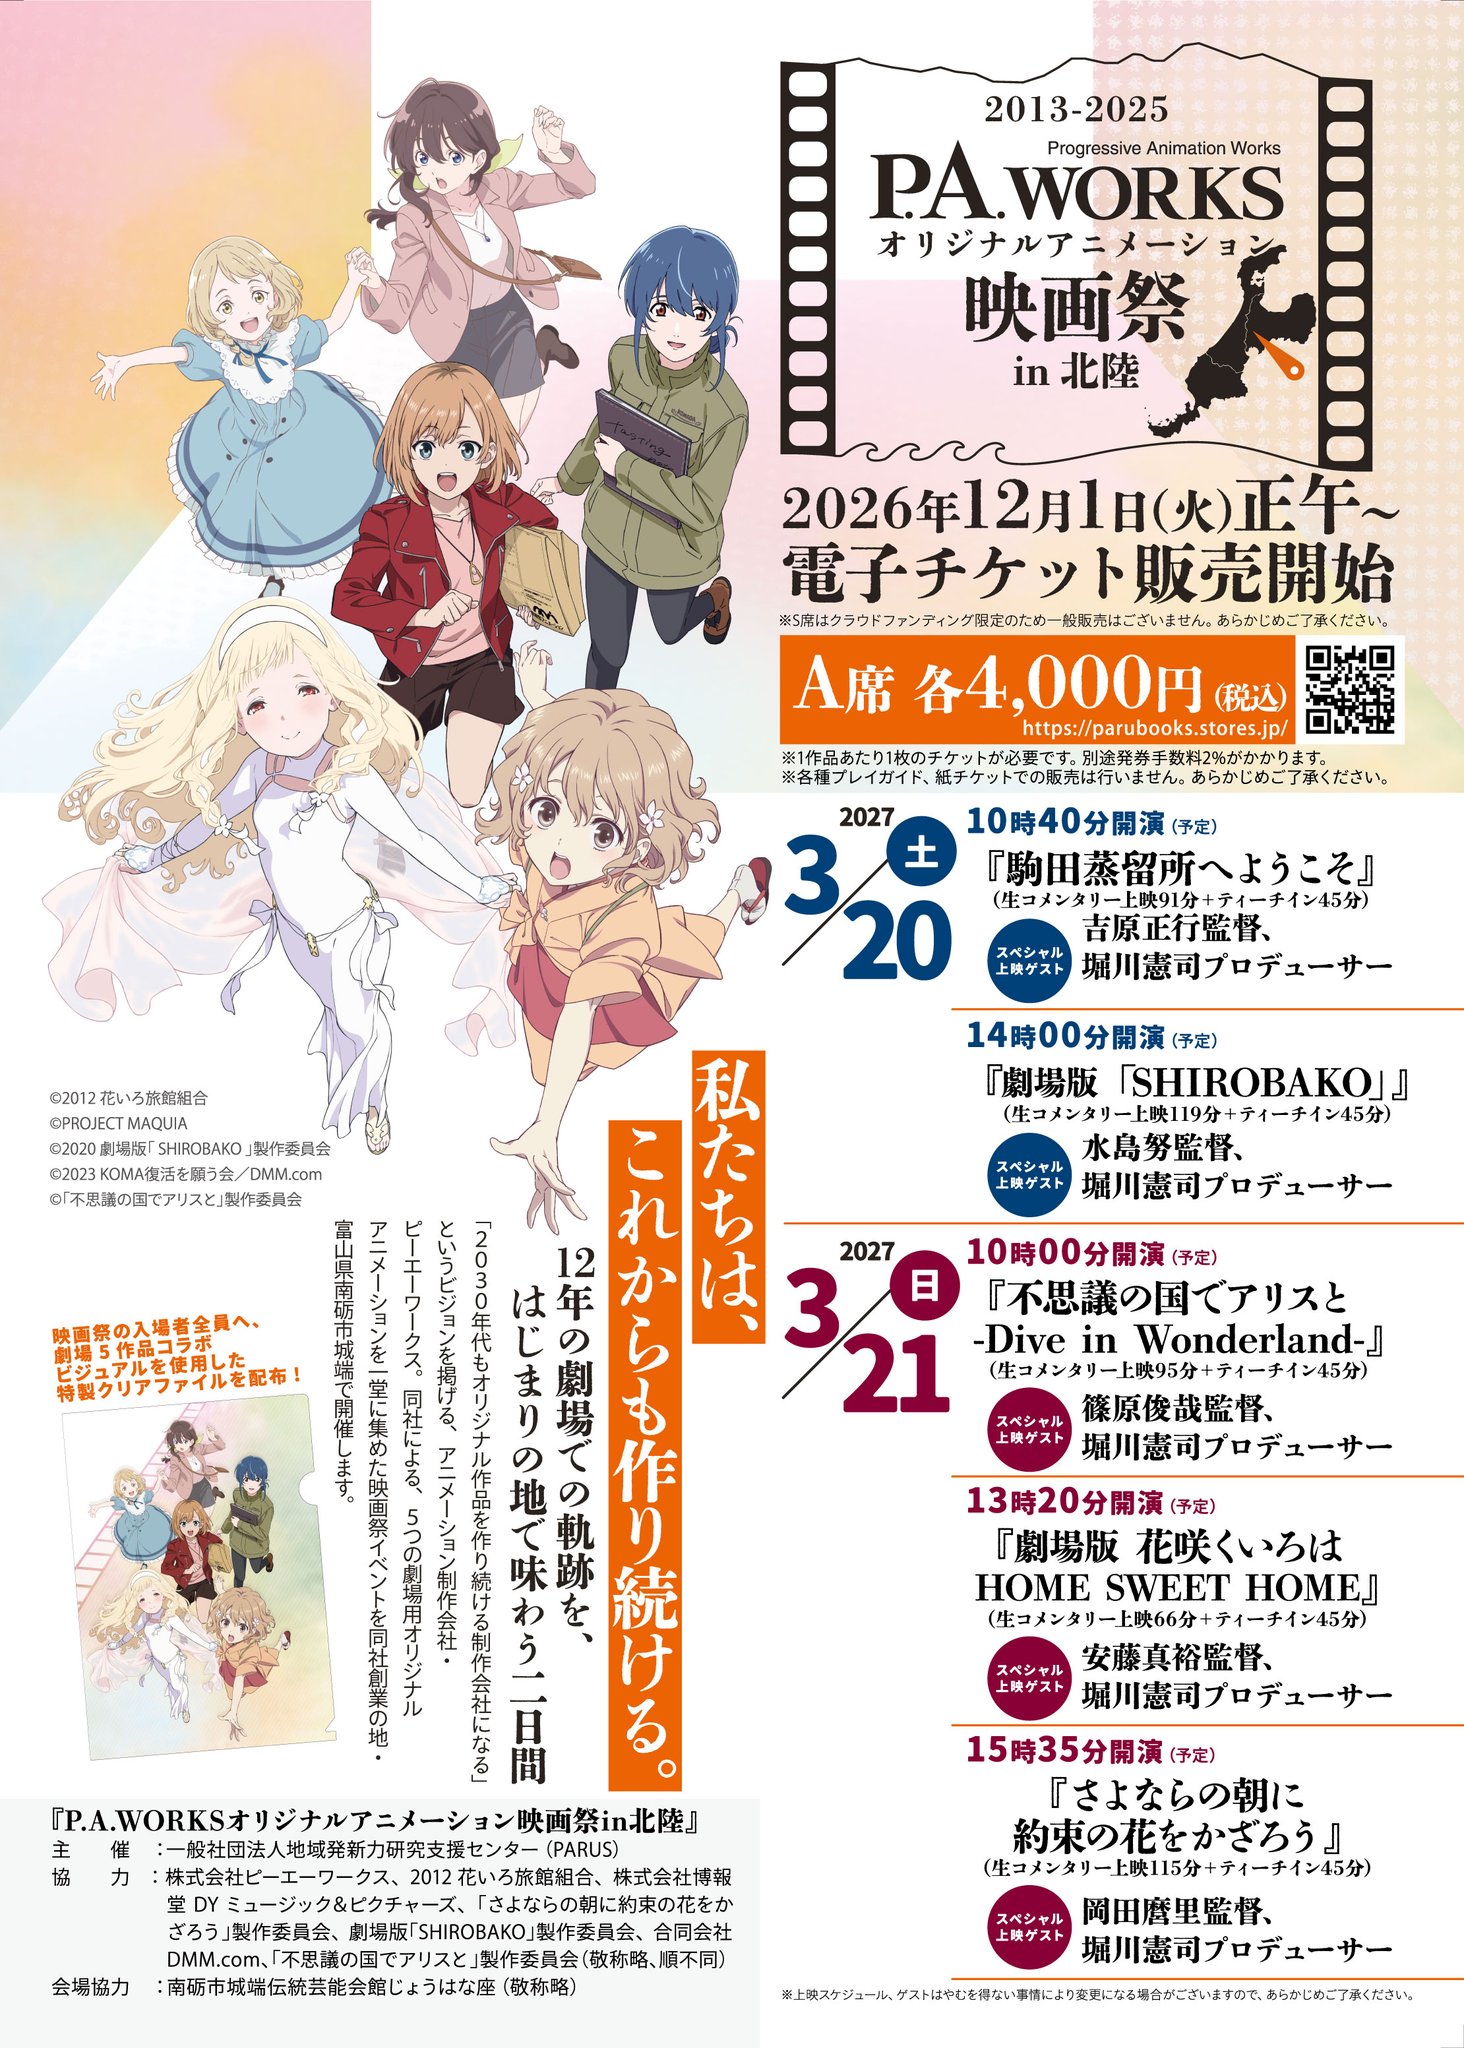 2013-2025
Progressive Animation Works
P.A.WORKS
オリジナルアニメーション
映画祭
in 北陸
2026年12月1日(火)正午～
電子チケット販売開始
※S席はクラウドファンディング限定のため一般販売はございません。あらかじめご了承ください。
A席 各4,000円(税込)
https://parubooks.stores.jp/
※1作品あたり1枚のチケットが必要です。別途発券手数料2%がかかります。
※各種プレイガイド、紙チケットでの販売は行いません。あらかじめご了承ください。
2027
3/20
土
10時40分開演(予定)
『駒田蒸留所へようこそ』
(生コメンタリー上映91分＋ティーチイン45分)
スペシャル
上映ゲスト
吉原正行監督、
堀川憲司プロデューサー
14時00分開演(予定)
『劇場版「SHIROBAKO」』
(生コメンタリー上映119分＋ティーチイン45分)
スペシャル
上映ゲスト
水島努監督、
堀川憲司プロデューサー
2027
3/21
日
10時00分開演(予定)
『不思議の国でアリスと
-Dive in Wonderland-』
(生コメンタリー上映95分＋ティーチイン45分)
スペシャル
上映ゲスト
篠原俊哉監督、
堀川憲司プロデューサー
13時20分開演(予定)
『劇場版 花咲くいろは
HOME SWEET HOME』
(生コメンタリー上映66分＋ティーチイン45分)
スペシャル
上映ゲスト
安藤真裕監督、
堀川憲司プロデューサー
15時35分開演(予定)
『さよならの朝に
約束の花をかざろう』
(生コメンタリー上映115分＋ティーチイン45分)
スペシャル
上映ゲスト
岡田麿里監督、
堀川憲司プロデューサー
※上映スケジュール、ゲストはやむを得ない事情により変更になる場合がございますので、あらかじめご了承ください。
tasting
©2012 花いろ旅館組合
©PROJECT MAQUIA
©2020 劇場版「SHIROBAKO」製作委員会
©2023 KOMA復活を願う会／DMM.com
©「不思議の国でアリスと」製作委員会
私たちは、
これからも作り続ける。
12年の劇場での軌跡を、
はじまりの地で味わう二日間
「2030年代もオリジナル作品を作り続ける制作会社になる」
というビジョンを掲げる、アニメーション制作会社・
ピーエーワークス。同社による、5つの劇場用オリジナル
アニメーションを一堂に集めた映画祭イベントを同社創業の地・
富山県南砺市城端で開催します。
映画祭の入場者全員へ、
劇場5作品コラボ
ビジュアルを使用した
特製クリアファイルを配布！
『P.A.WORKSオリジナルアニメーション映画祭in北陸』
主 催 ：一般社団法人地域発新力研究支援センター（PARUS）
協 力 ：株式会社ピーエーワークス、2012 花いろ旅館組合、株式会社博報
堂 DY ミュージック&ピクチャーズ、「さよならの朝に約束の花をか
ざろう」製作委員会、劇場版「SHIROBAKO」製作委員会、合同会社
DMM.com、「不思議の国でアリスと」製作委員会（敬称略、順不同）
会場協力 ：南砺市城端伝統芸能会館じょうはな座（敬称略）